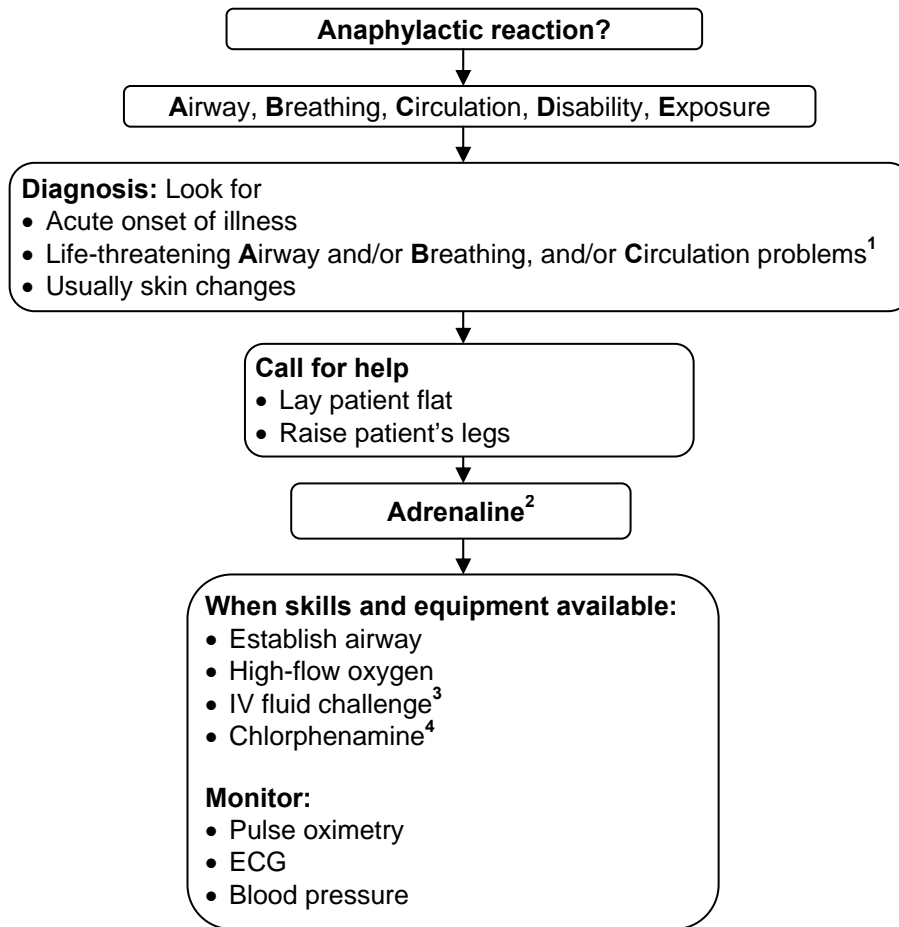 Anaphylactic reaction?
Airway, Breathing, Circulation, Disability, Exposure
Diagnosis: Look for
• Acute onset of illness
• Life-threatening Airway and/or Breathing, and/or Circulation problems¹
• Usually skin changes
Call for help
• Lay patient flat
• Raise patient's legs
Adrenaline²
When skills and equipment available:
• Establish airway
• High-flow oxygen
• IV fluid challenge³
• Chlorphenamine⁴
Monitor:
• Pulse oximetry
• ECG
• Blood pressure